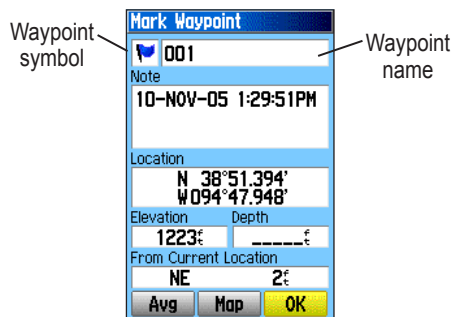 Mark Waypoint
Waypoint symbol
001
Waypoint name
Note
10-NOV-05 1:29:51PM
Location
N 38°51.394'
W094°47.948'
Elevation Depth
1223ft _____ft
From Current Location
NE 2ft
Avg Map OK